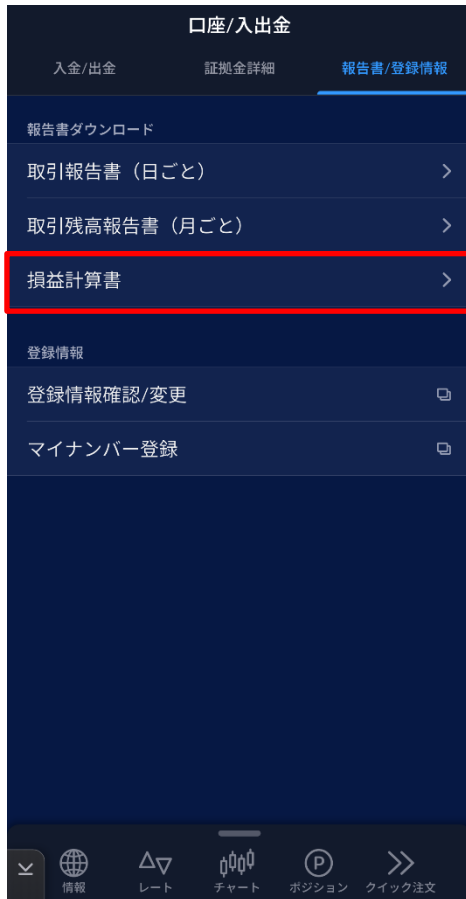 口座/入出金
入金/出金
証拠金詳細
報告書/登録情報
報告書ダウンロード
取引報告書（日ごと）
取引残高報告書（月ごと）
損益計算書
登録情報
登録情報確認/変更
マイナンバー登録
P
情報
レート
チャート
ポジション
クイック注文